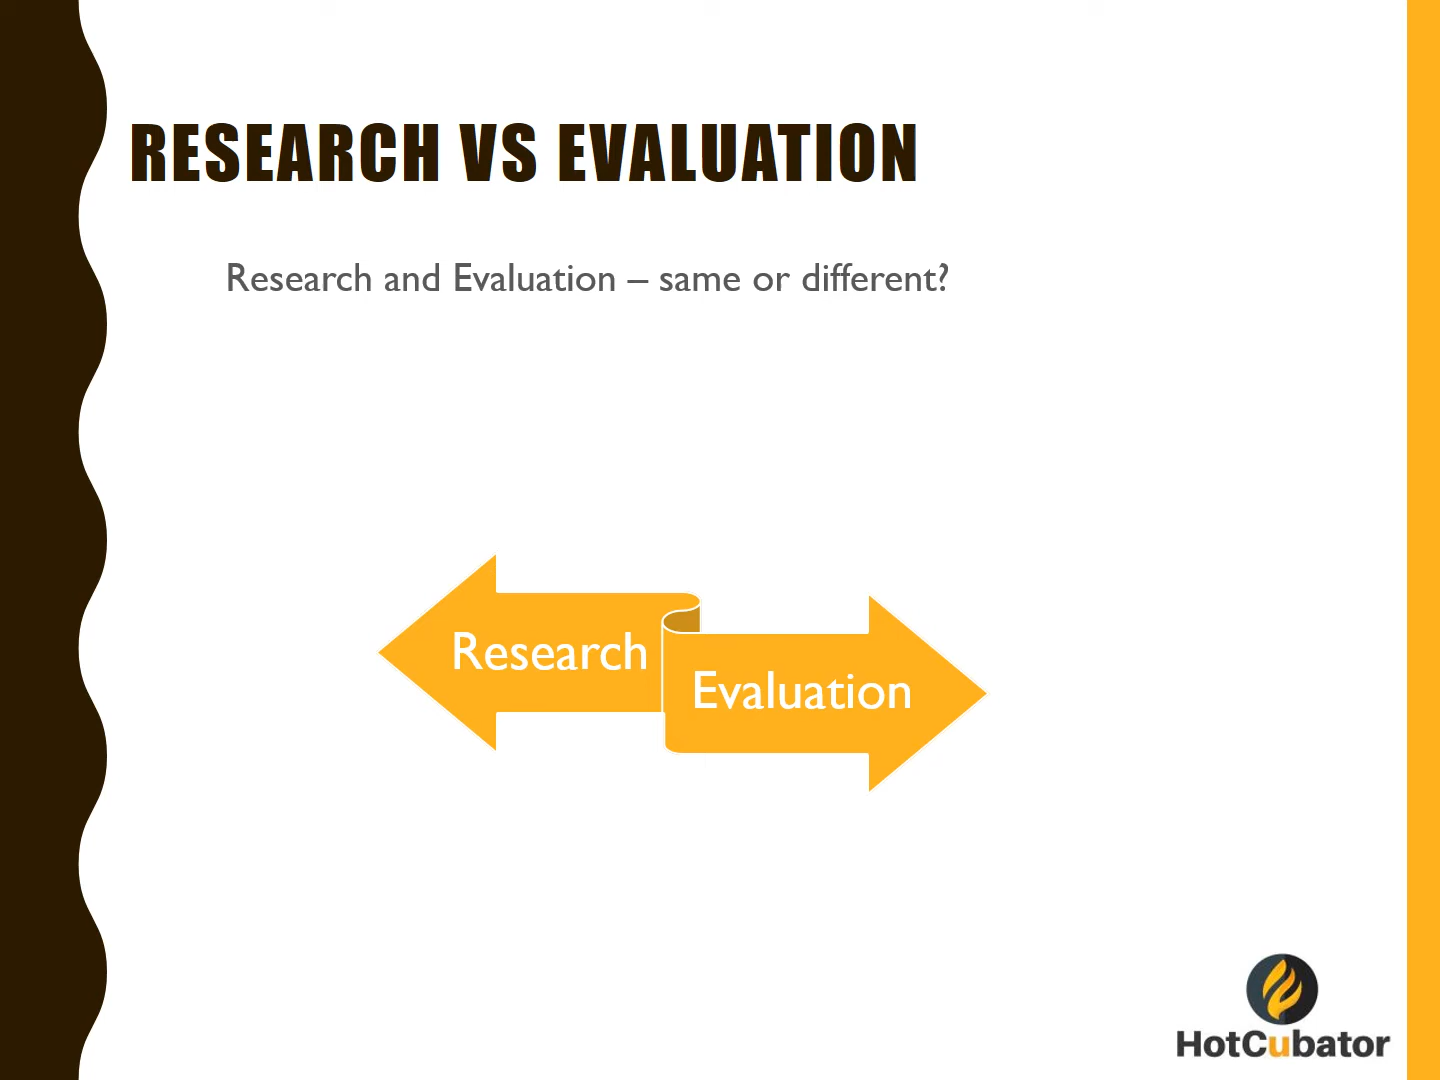 RESEARCH VS EVALUATION
Research and Evaluation – same or different?
Research
Evaluation
HotCubator